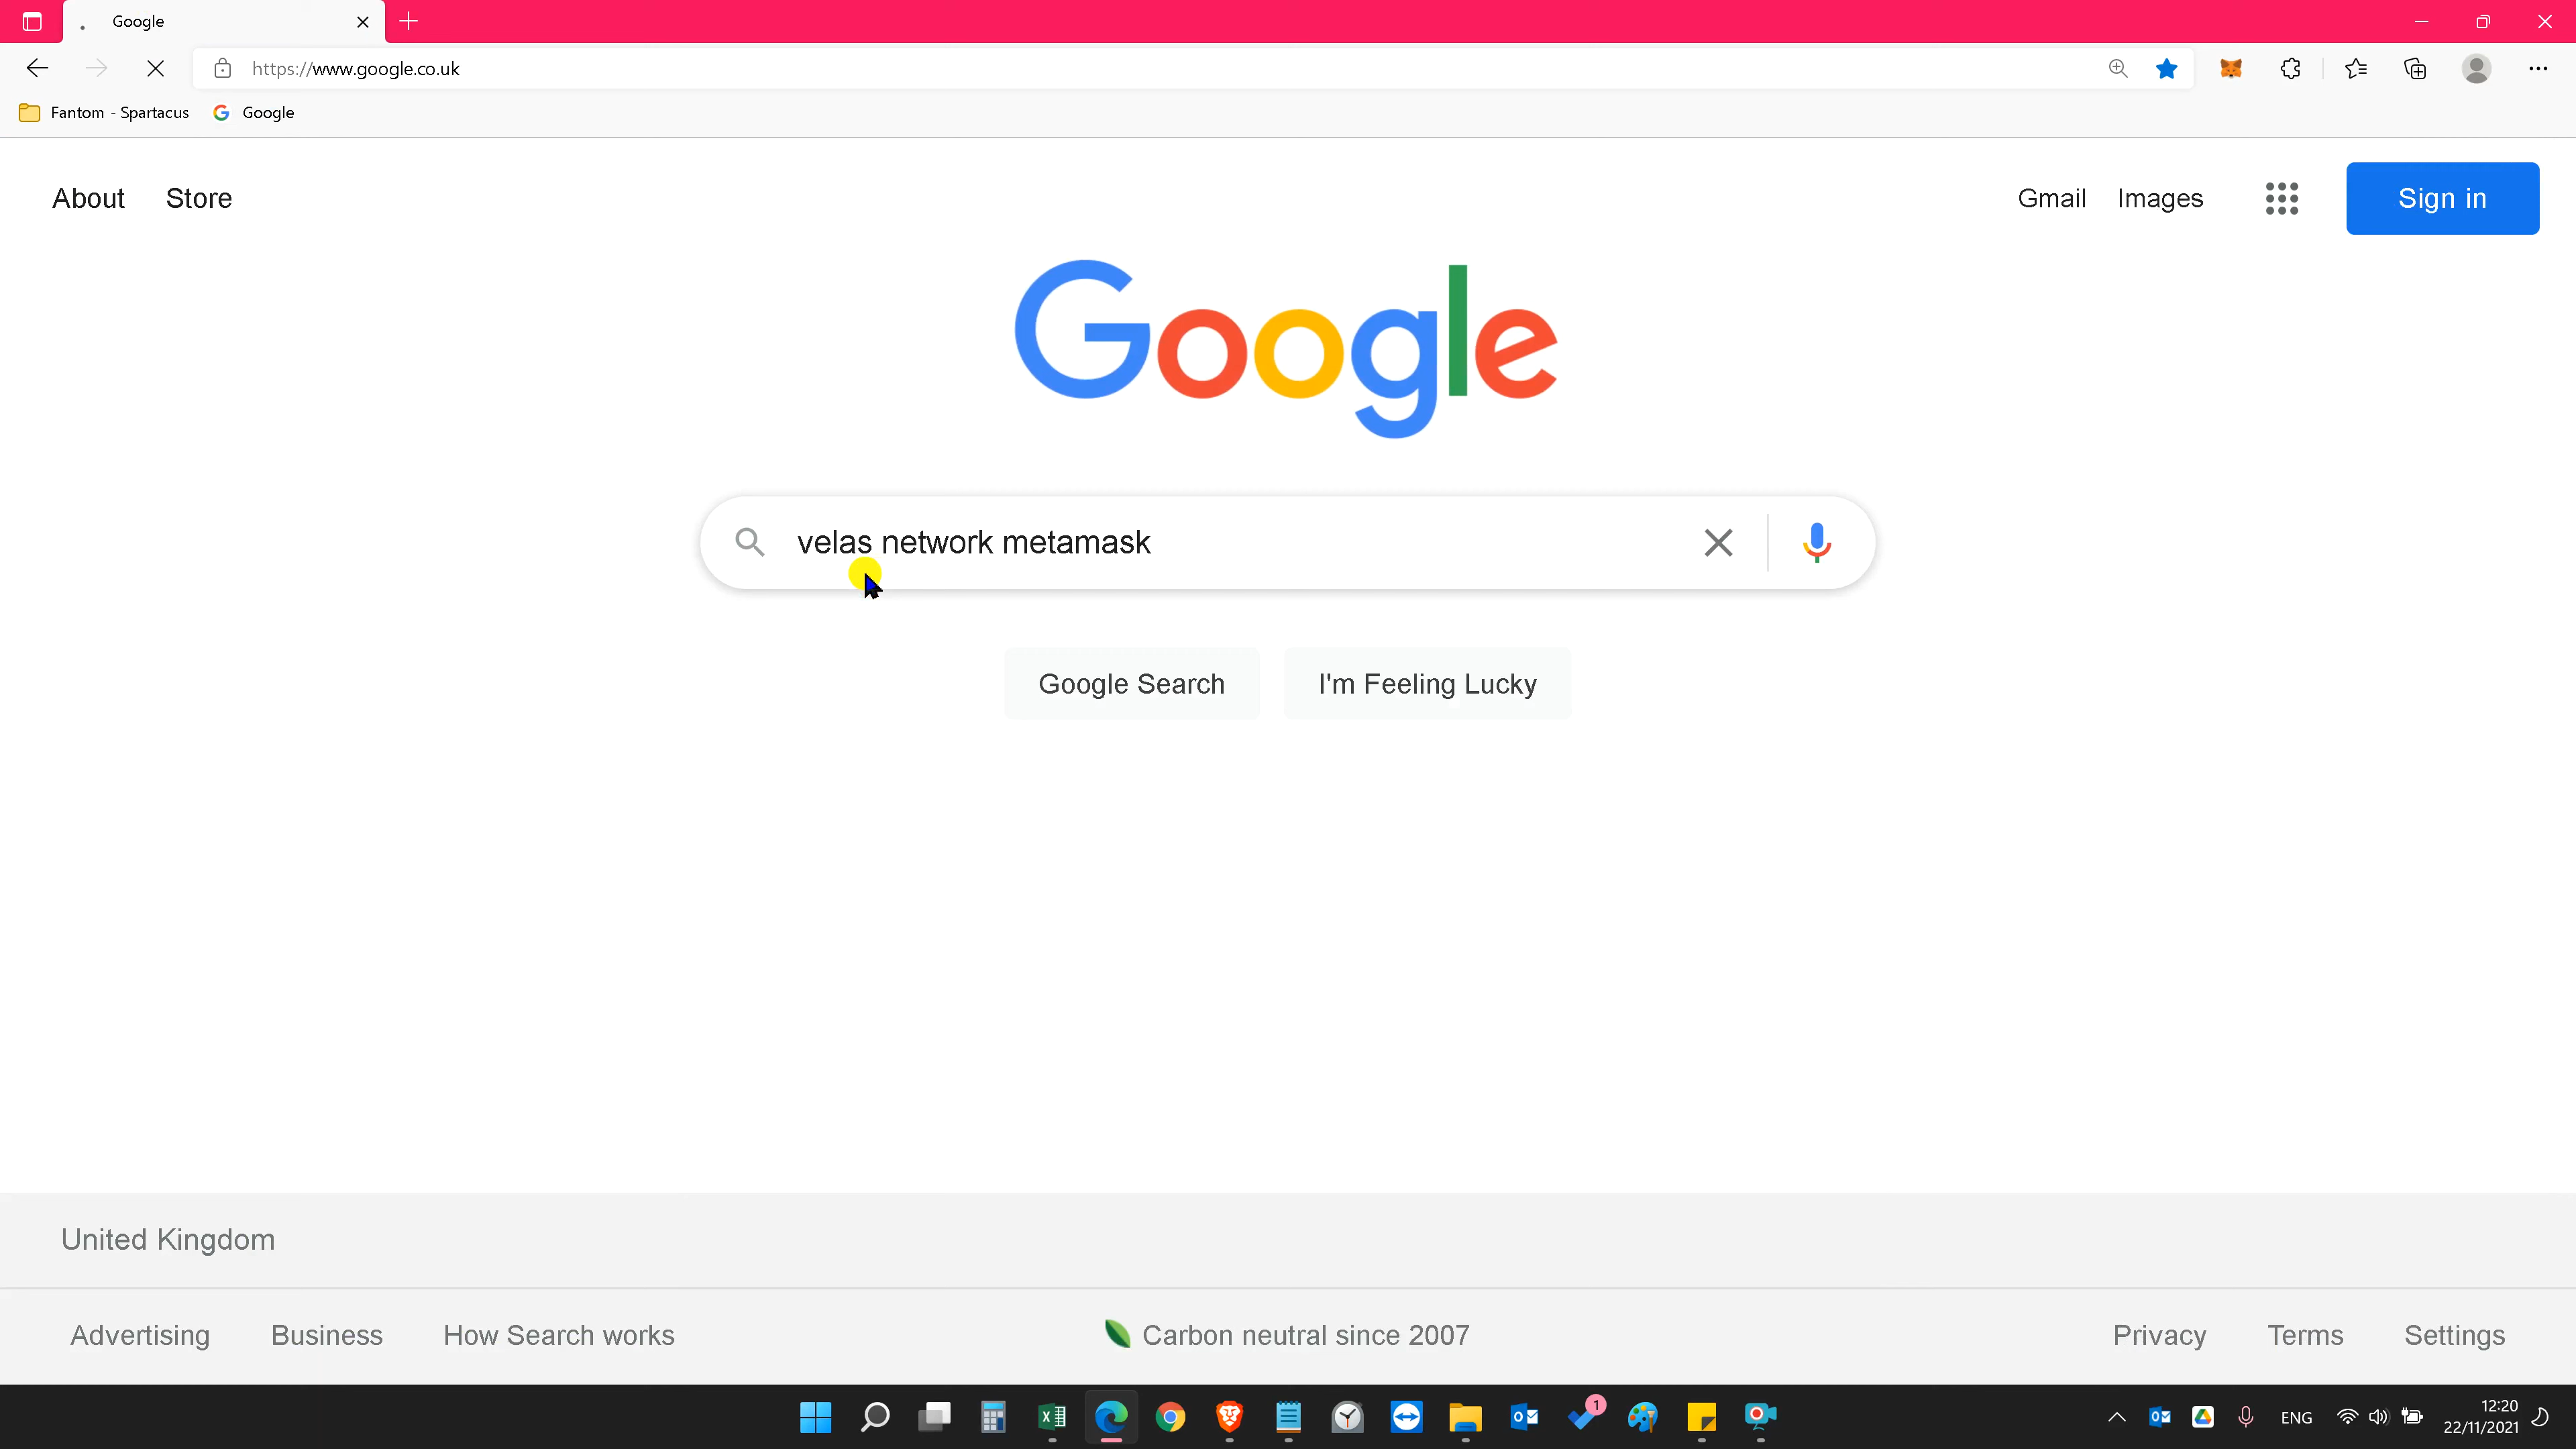 Google
https://www.google.co.uk
Fantom - Spartacus Google
About Store Gmail Images Sign in
Google
velas network metamask
Google Search I'm Feeling Lucky
United Kingdom
Advertising Business How Search works Carbon neutral since 2007 Privacy Terms Settings
1
ENG 12:20
22/11/2021